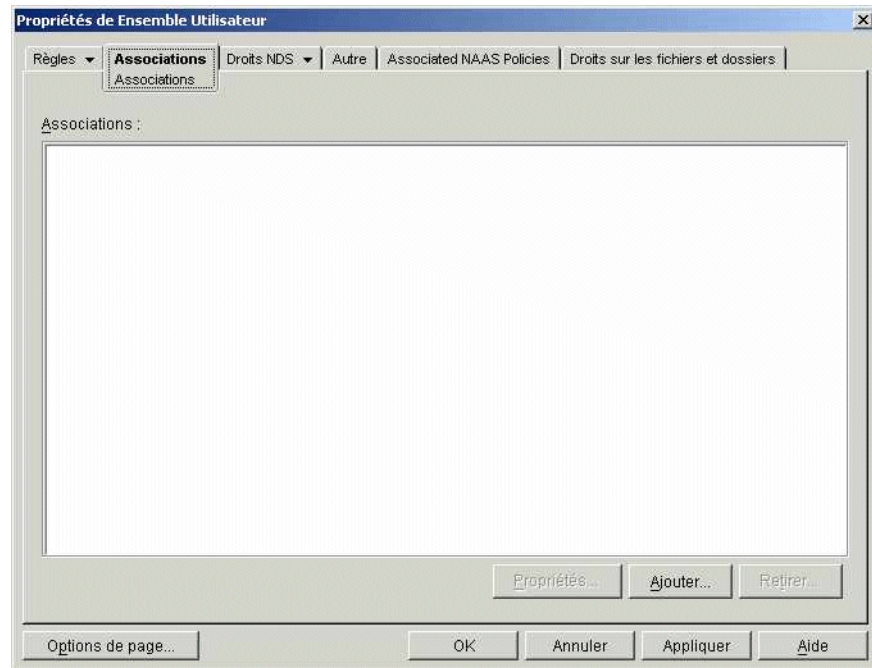 Propriétés de Ensemble Utilisateur
Règles Associations Droits NDS Autre Associated NAAS Policies Droits sur les fichiers et dossiers
Associations
Associations :
Propriétés... Ajouter... Retirer...
Options de page... OK Annuler Appliquer Aide